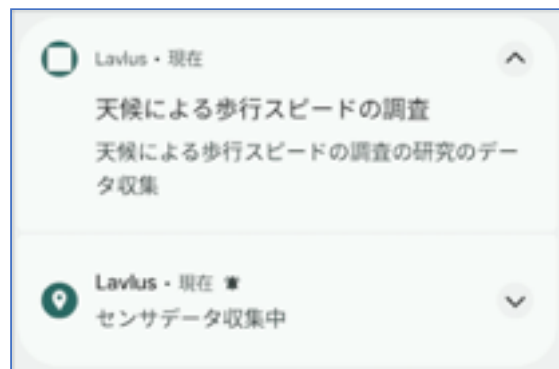 Lavlus • 現在
天候による歩行スピードの調査
天候による歩行スピードの調査の研究のデー
タ収集
Lavlus • 現在
センサデータ収集中